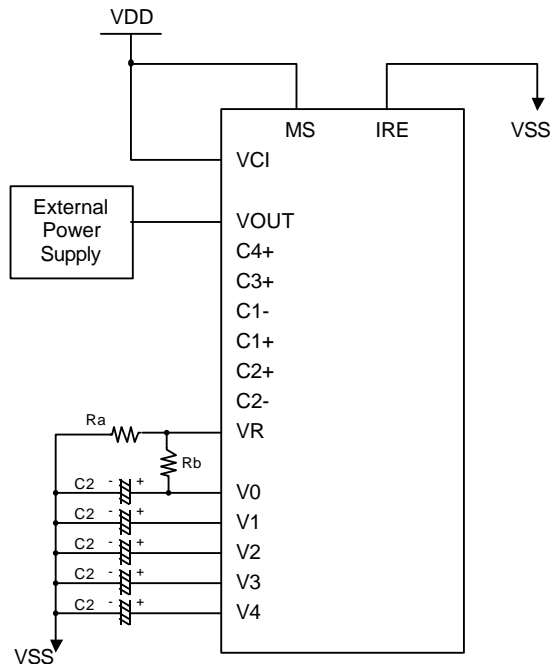 VDD
MS IRE VSS
VCI
External
Power
Supply
VOUT
C4+
C3+
C1-
C1+
C2+
C2-
Ra
VR
Rb
C2 - + V0
C2 - + V1
C2 - + V2
C2 - + V3
C2 - + V4
VSS